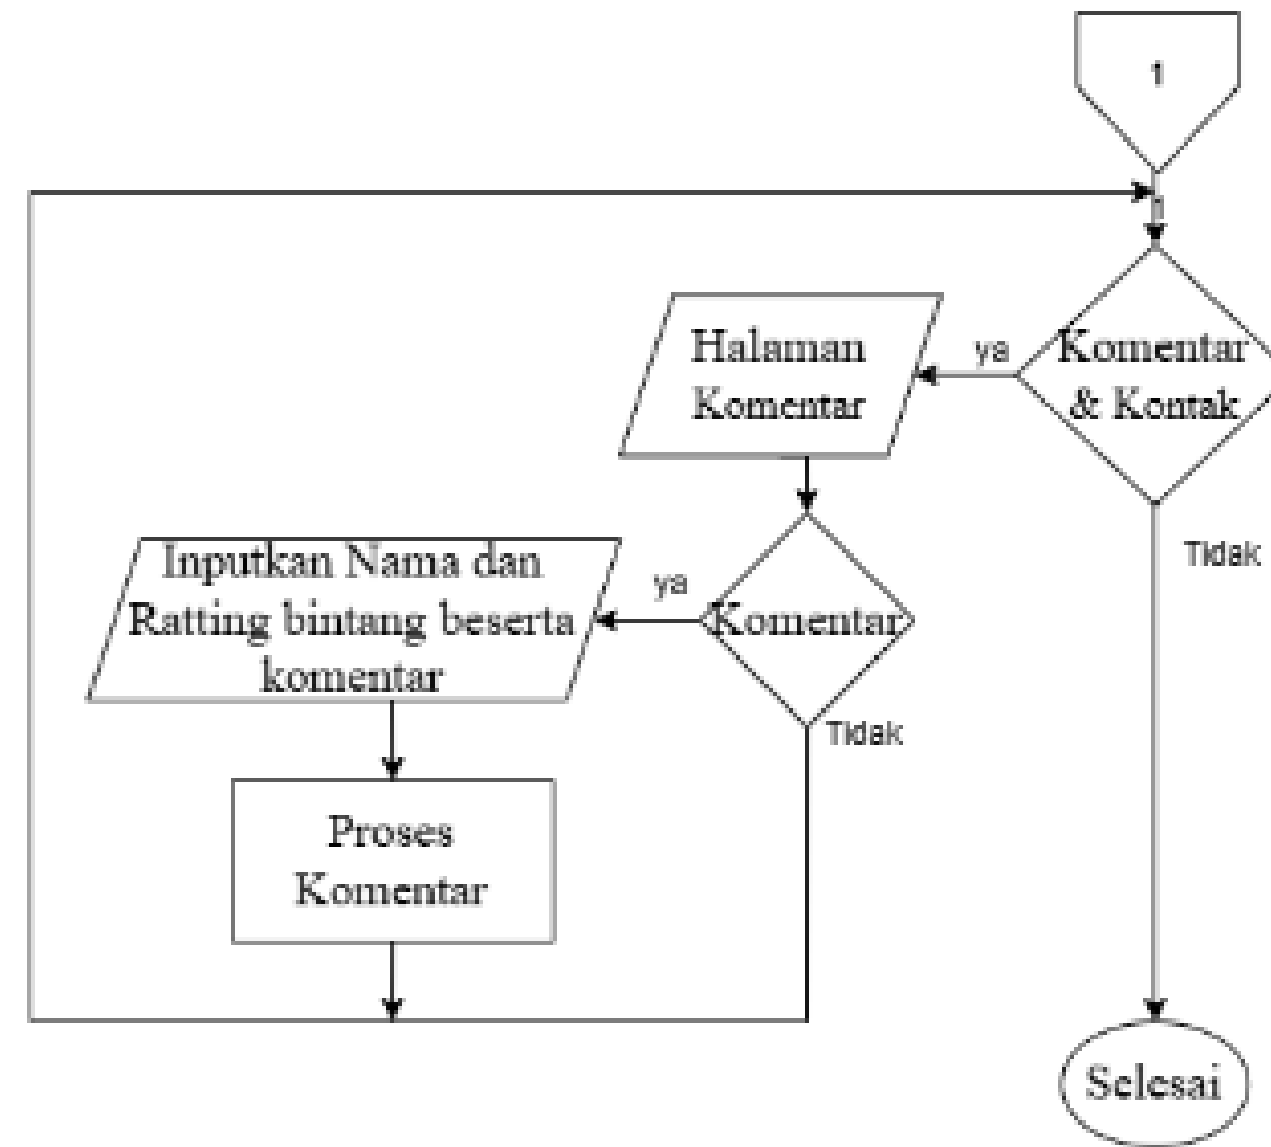 1
Komentar
& Kontak
ya
Halaman
Komentar
Tidak
Komentar
ya
Inputkan Nama dan
Ratting bintang beserta
komentar
Tidak
Proses
Komentar
Selesai